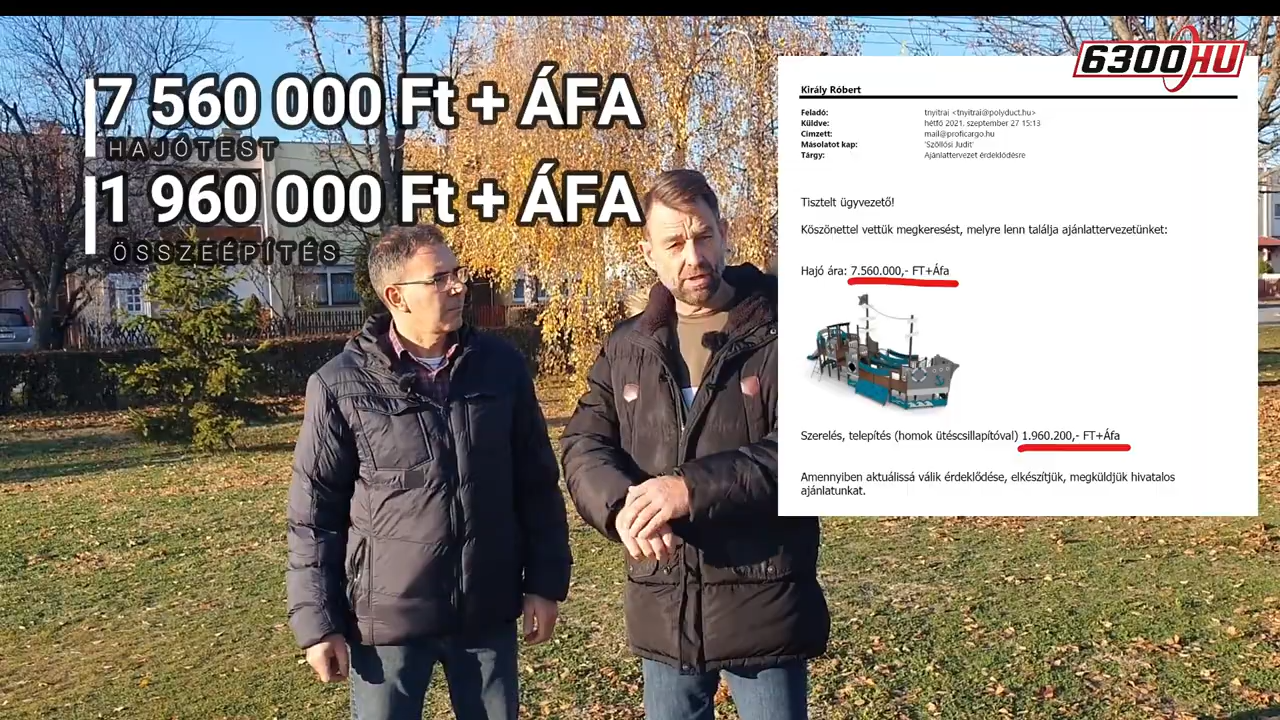 7 560 000 Ft + ÁFA
HAJÓTEST
1 960 000 Ft + ÁFA
ÖSSZEÉPÍTÉS
6300HU
Király Róbert
Feladó: tnyitrai <tnyitrai@polyduct.hu>
Küldve: hétfő 2021. szeptember 27 15:13
Címzett: mail@proficargo.hu
Másolatot kap: 'Szöllősi Judit'
Tárgy: Ajánlattervezet érdeklődésre
Tisztelt ügyvezető!
Köszönettel vettük megkeresést, melyre lenn találja ajánlattervezetünket:
Hajó ára: 7.560.000,- FT+Áfa
Szerelés, telepítés (homok ütéscsillapítóval) 1.960.200,- FT+Áfa
Amennyiben aktuálissá válik érdeklődése, elkészítjük, megküldjük hivatalos
ajánlatunkat.